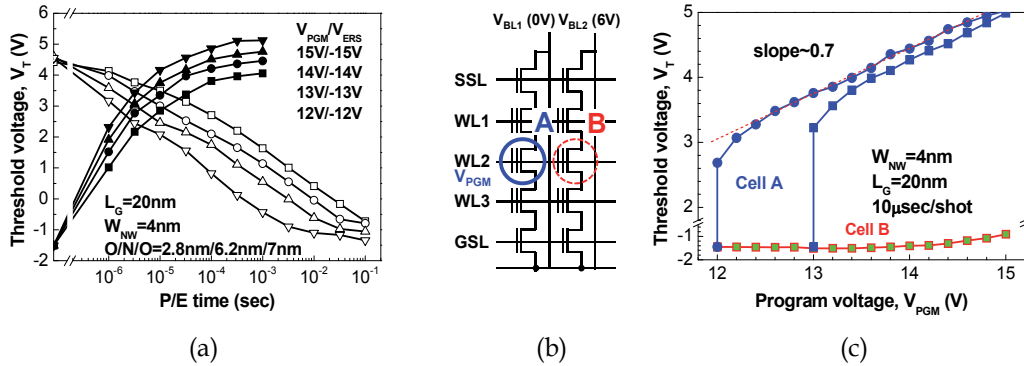 Threshold voltage, V_T (V)
6
5
4
3
2
1
0
-1
-2
V_PGM/V_ERS
15V/-15V
14V/-14V
13V/-13V
12V/-12V
L_G=20nm
W_NW=4nm
O/N/O=2.8nm/6.2nm/7nm
10^-6 10^-5 10^-4 10^-3 10^-2 10^-1
P/E time (sec)
(a)
V_BL1 (0V) V_BL2 (6V)
SSL
WL1
A B
WL2
V_PGM
WL3
GSL
(b)
Threshold voltage, V_T (V)
5
4
3
2
-1
-2
slope~0.7
W_NW=4nm
L_G=20nm
10μsec/shot
Cell A
Cell B
12 13 14 15
Program voltage, V_PGM (V)
(c)